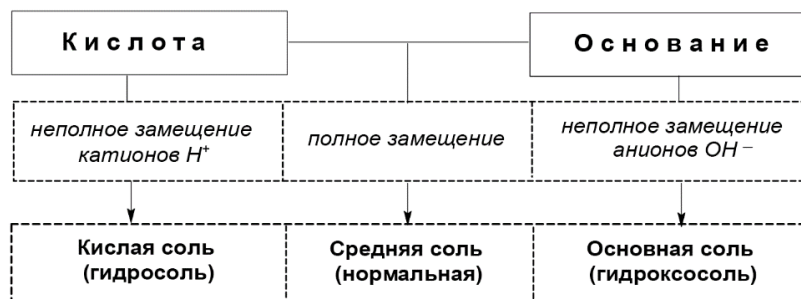 Кислота
Основание
неполное замещение
катионов H⁺
полное замещение
неполное замещение
анионов OH⁻
Кислая соль
(гидросоль)
Средняя соль
(нормальная)
Основная соль
(гидроксосоль)